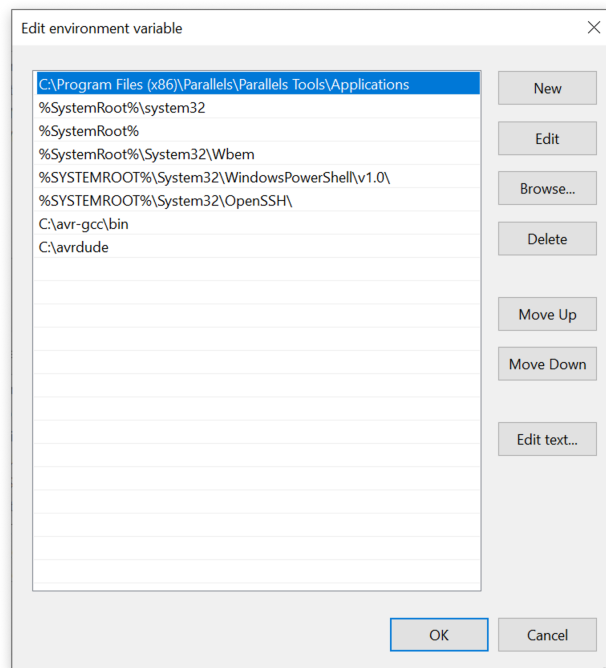 Edit environment variable
C:\Program Files (x86)\Parallels\Parallels Tools\Applications
%SystemRoot%\system32
%SystemRoot%
%SystemRoot%\System32\Wbem
%SYSTEMROOT%\System32\WindowsPowerShell\v1.0\
%SYSTEMROOT%\System32\OpenSSH\
C:\avr-gcc\bin
C:\avrdude
New
Edit
Browse...
Delete
Move Up
Move Down
Edit text...
OK
Cancel